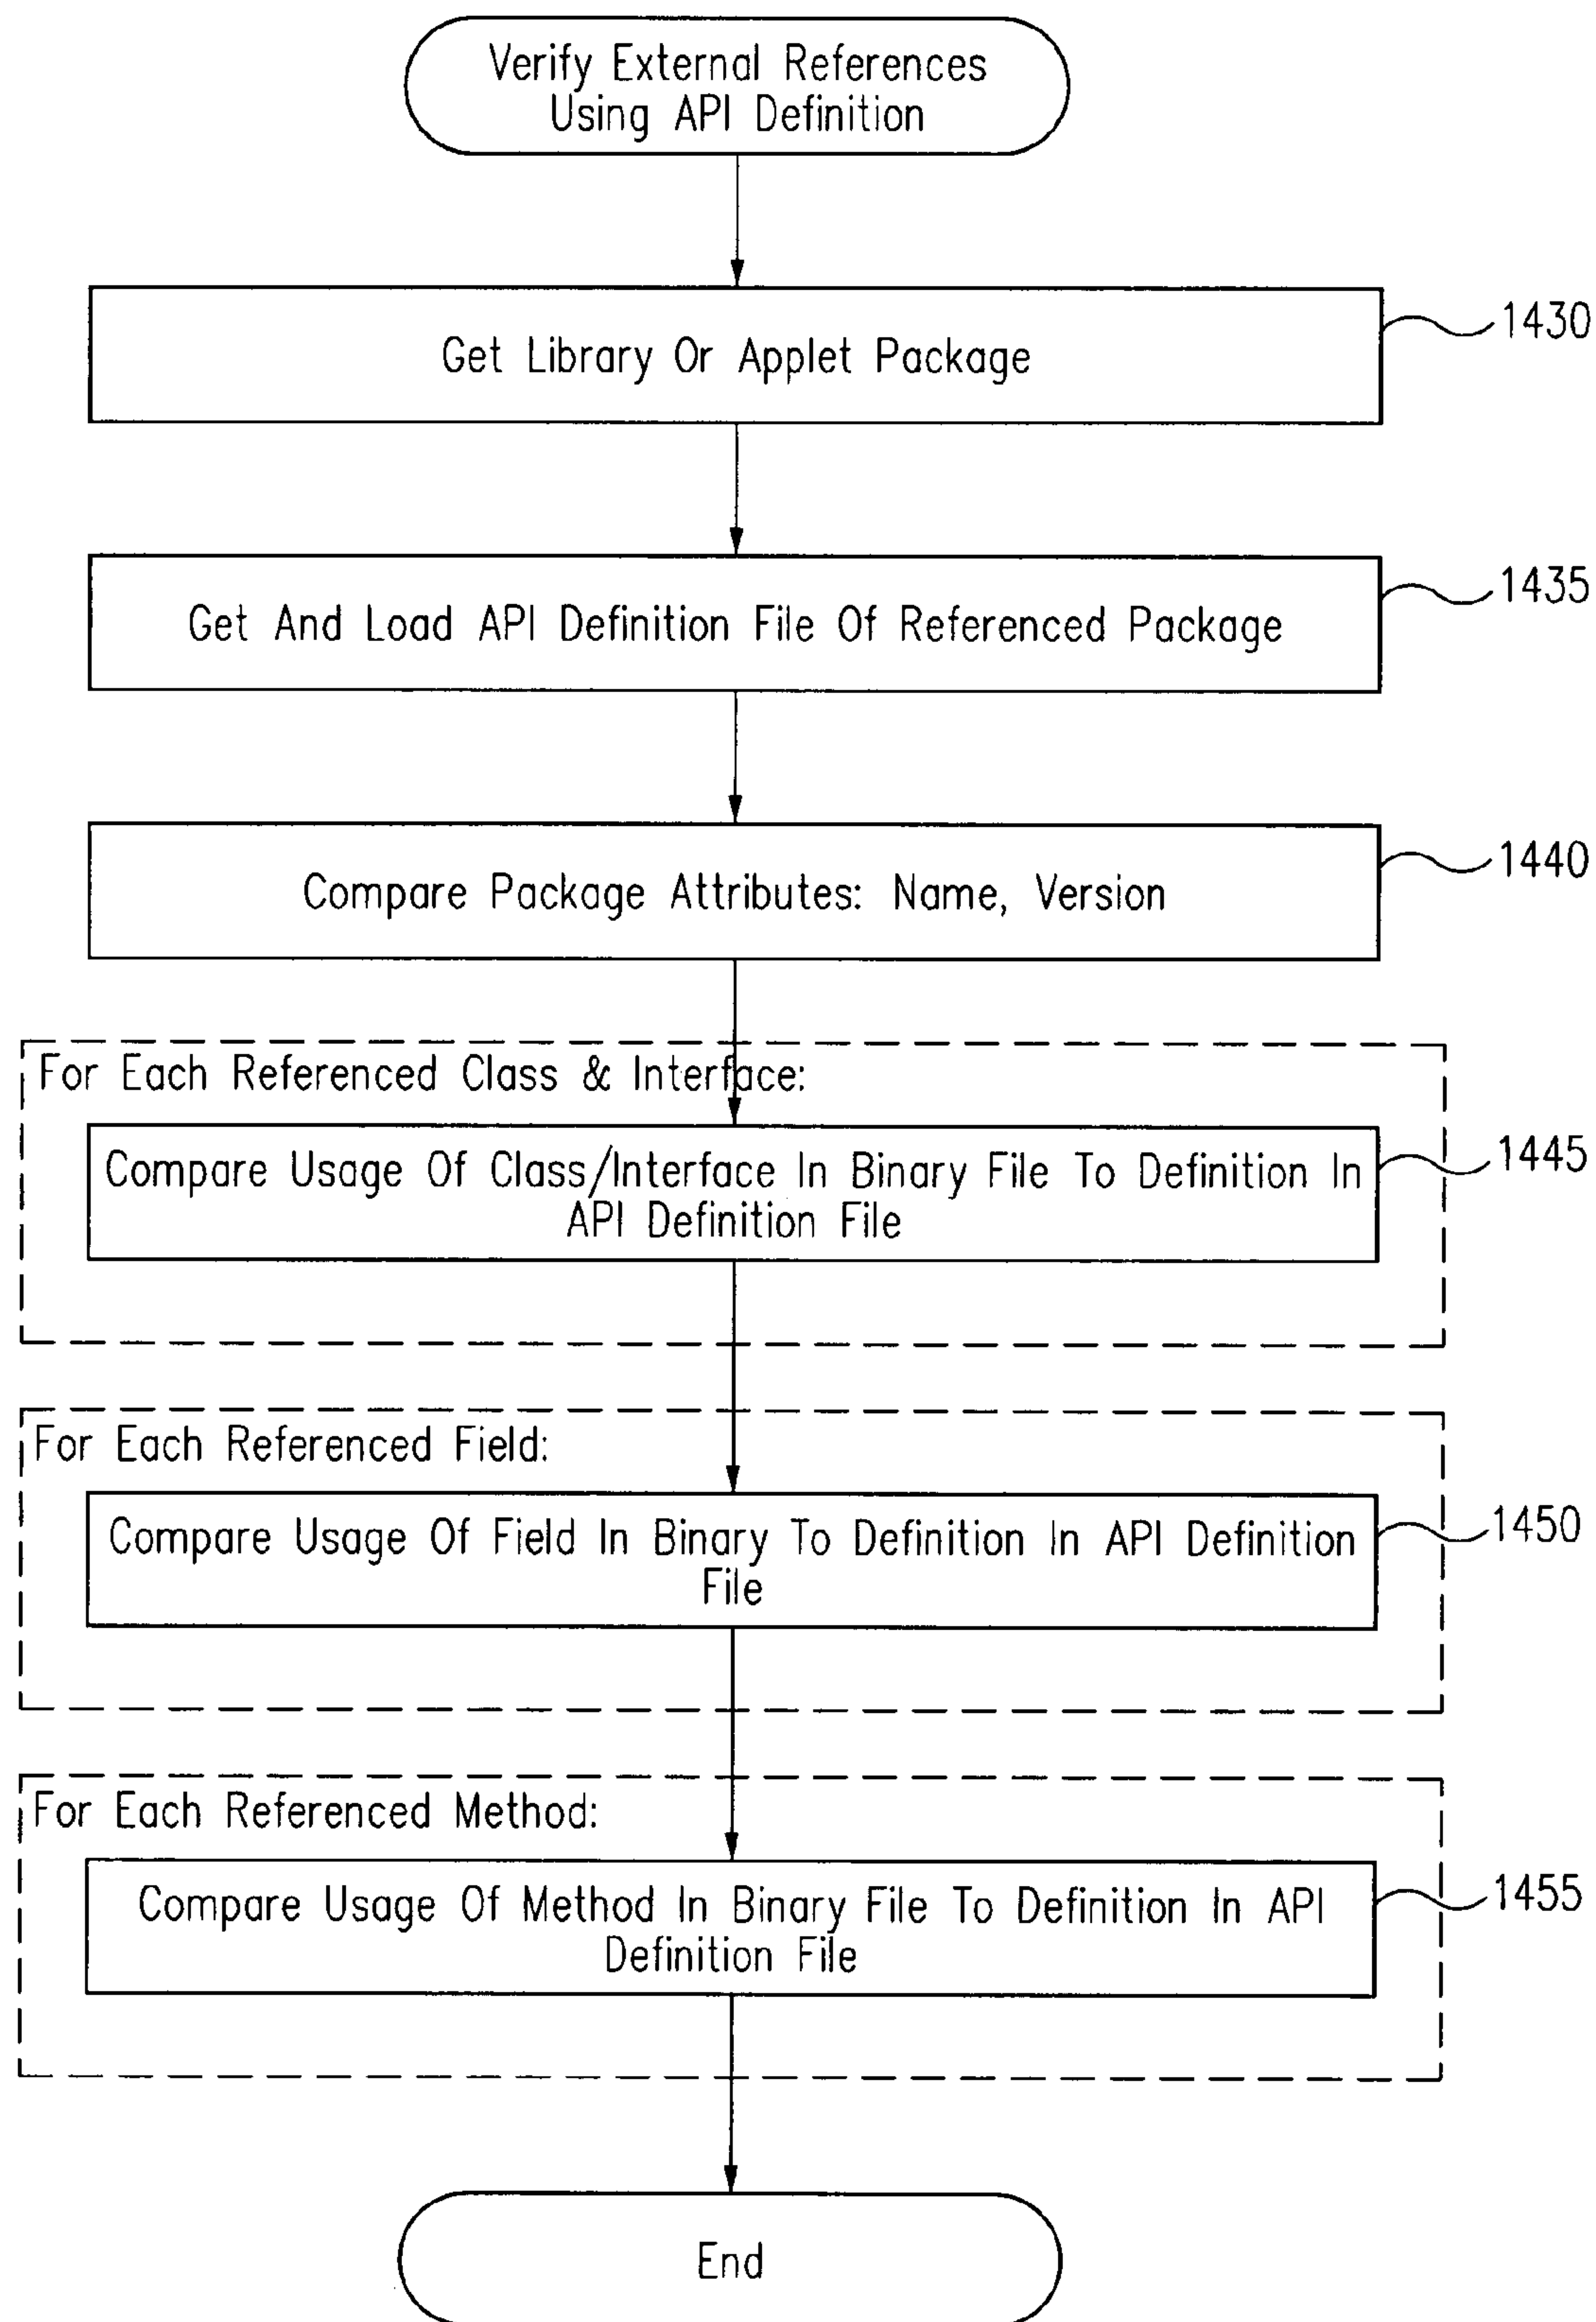 Verify External References
Using API Definition
Get Library Or Applet Package
1430
Get And Load API Definition File Of Referenced Package
1435
Compare Package Attributes: Name, Version
1440
For Each Referenced Class & Interface:
Compare Usage Of Class/Interface In Binary File To Definition In
API Definition File
1445
For Each Referenced Field:
Compare Usage Of Field In Binary To Definition In API Definition
File
1450
For Each Referenced Method:
Compare Usage Of Method In Binary File To Definition In API
Definition File
1455
End